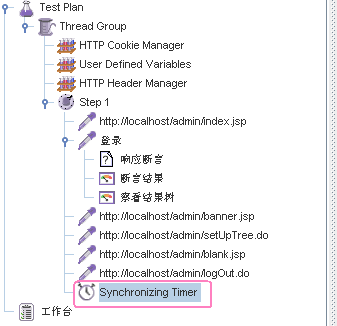 Test Plan
Thread Group
HTTP Cookie Manager
User Defined Variables
HTTP Header Manager
Step 1
http://localhost/admin/index.jsp
登录
响应断言
断言结果
察看结果树
http://localhost/admin/banner.jsp
http://localhost/admin/setUpTree.do
http://localhost/admin/blank.jsp
http://localhost/admin/logOut.do
Synchronizing Timer
工作台